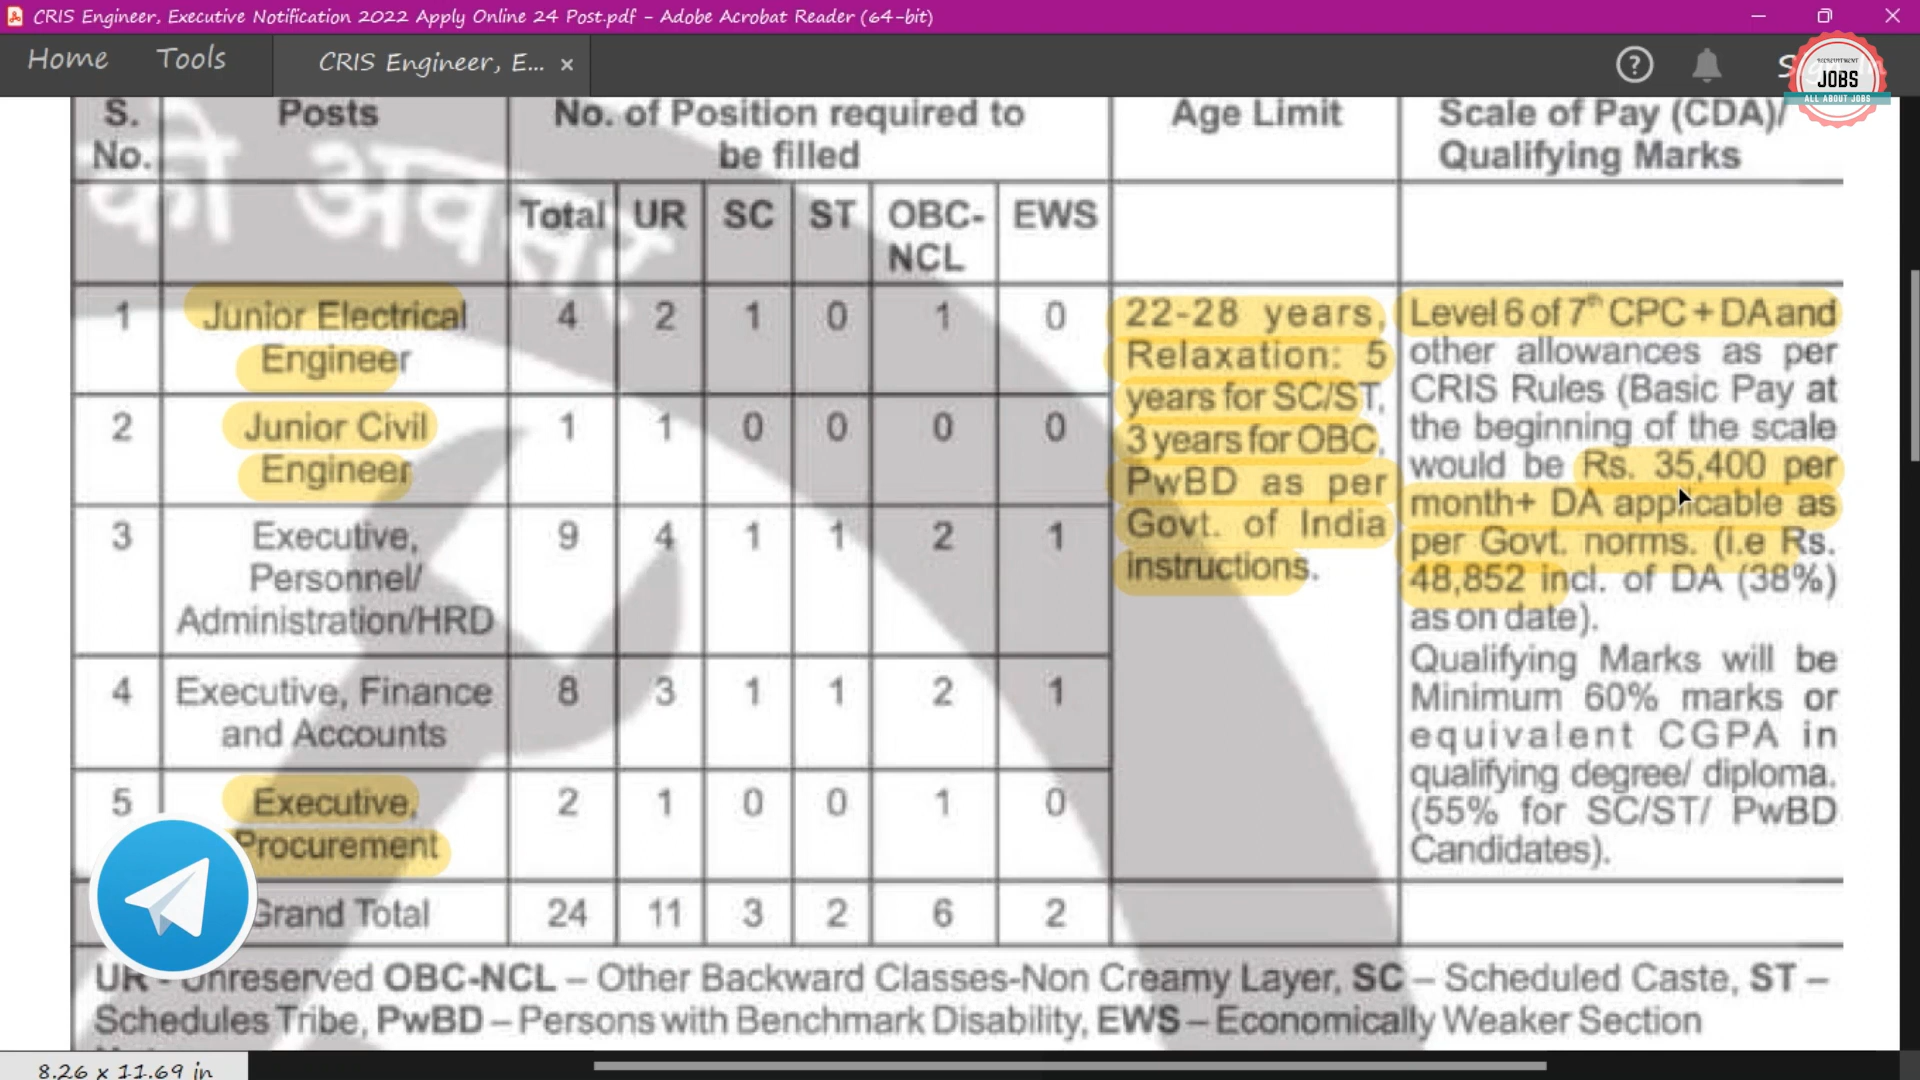 CRIS Engineer, Executive Notification 2022 Apply Online 24 Post.pdf - Adobe Acrobat Reader (64-bit)
Home Tools CRIS Engineer, E... ×
RECRUITMENT
JOBS
ALL ABOUT JOBS
S. No. Posts No. of Position required to be filled Age Limit Scale of Pay (CDA)/ Qualifying Marks
की अवसर
Total UR SC ST OBC-NCL EWS
1 Junior Electrical Engineer 4 2 1 0 1 0
2 Junior Civil Engineer 1 1 0 0 0 0
3 Executive, Personnel/ Administration/HRD 9 4 1 1 2 1
4 Executive, Finance and Accounts 8 3 1 1 2 1
5 Executive, Procurement 2 1 0 0 1 0
Grand Total 24 11 3 2 6 2
22-28 years,
Relaxation: 5
years for SC/ST,
3 years for OBC,
PwBD as per
Govt. of India
instructions.
Level 6 of 7th CPC + DA and
other allowances as per
CRIS Rules (Basic Pay at
the beginning of the scale
would be Rs. 35,400 per
month+ DA applicable as
per Govt. norms. (i.e Rs.
48,852 incl. of DA (38%)
as on date).
Qualifying Marks will be
Minimum 60% marks or
equivalent CGPA in
qualifying degree/ diploma.
(55% for SC/ST/ PwBD
Candidates).
UR - Unreserved OBC-NCL – Other Backward Classes-Non Creamy Layer, SC – Scheduled Caste, ST –
Schedules Tribe, PwBD – Persons with Benchmark Disability, EWS – Economically Weaker Section
8.26 x 11.69 in